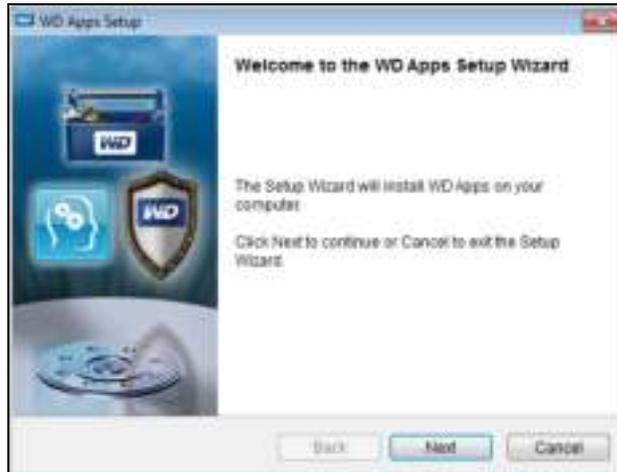 WD Apps Setup
Welcome to the WD Apps Setup Wizard
WD
WD
The Setup Wizard will install WD Apps on your
computer.
Click Next to continue or Cancel to exit the Setup
Wizard.
Back
Next
Cancel